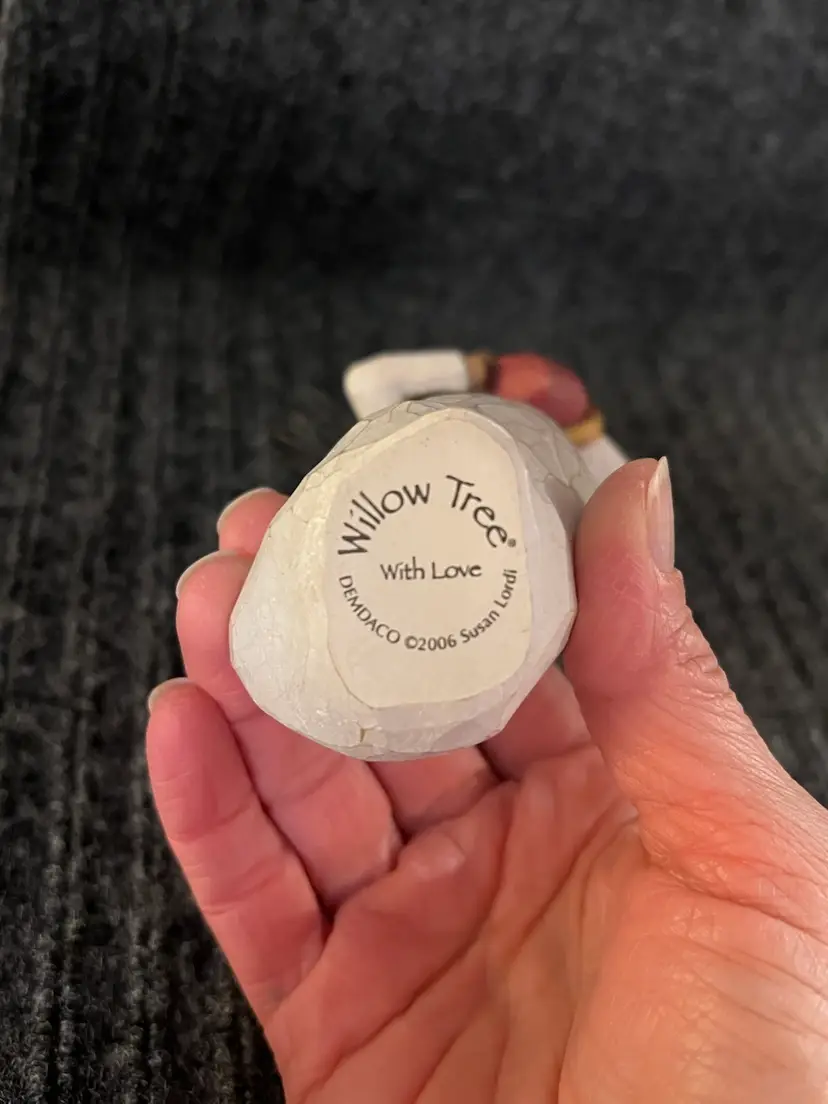 Willow Tree®
With Love
DEMDACO ©2006 Susan Lordi